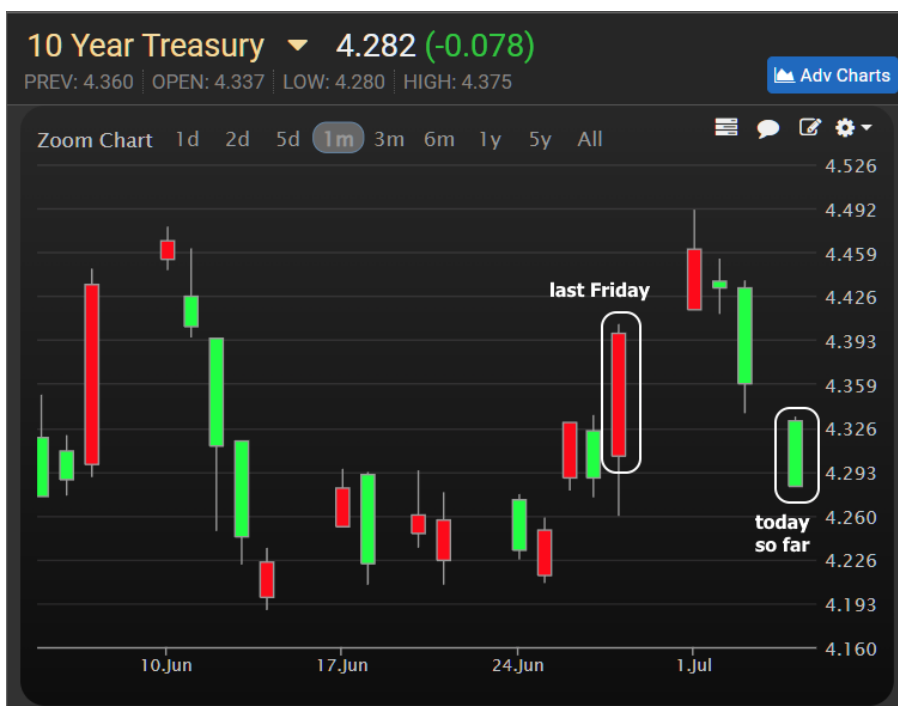 10 Year Treasury 4.282 (-0.078)
PREV: 4.360 OPEN: 4.337 LOW: 4.280 HIGH: 4.375
Adv Charts
Zoom Chart 1d 2d 5d 1m 3m 6m 1y 5y All
4.526
4.492
4.459
last Friday
4.426
4.393
4.359
4.326
4.293
today
so far
4.260
4.226
4.193
4.160
10.Jun 17.Jun 24.Jun 1.Jul